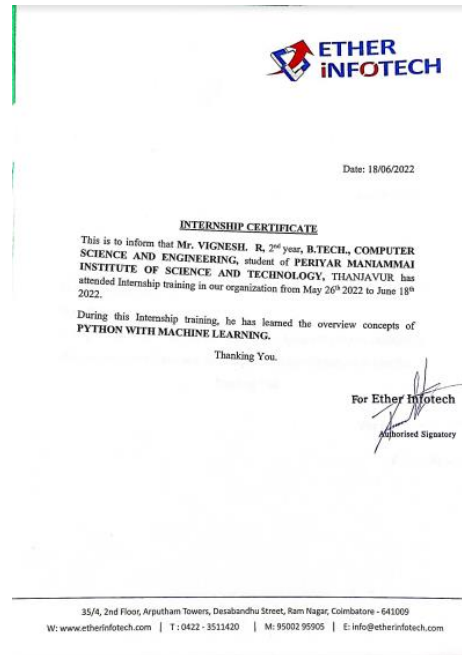 ETHER
iNFOTECH
Date: 18/06/2022
INTERNSHIP CERTIFICATE
This is to inform that Mr. VIGNESH. R, 2nd year, B.TECH., COMPUTER
SCIENCE AND ENGINEERING, student of PERIYAR MANIAMMAI
INSTITUTE OF SCIENCE AND TECHNOLOGY, THANJAVUR has
attended Internship training in our organization from May 26th 2022 to June 18th
2022.
During this Internship training, he has learned the overview concepts of
PYTHON WITH MACHINE LEARNING.
Thanking You.
For Ether Infotech
Authorised Signatory
35/4, 2nd Floor, Arputham Towers, Desabandhu Street, Ram Nagar, Coimbatore - 641009
W: www.etherinfotech.com | T : 0422 - 3511420 | M: 95002 95905 | E: info@etherinfotech.com